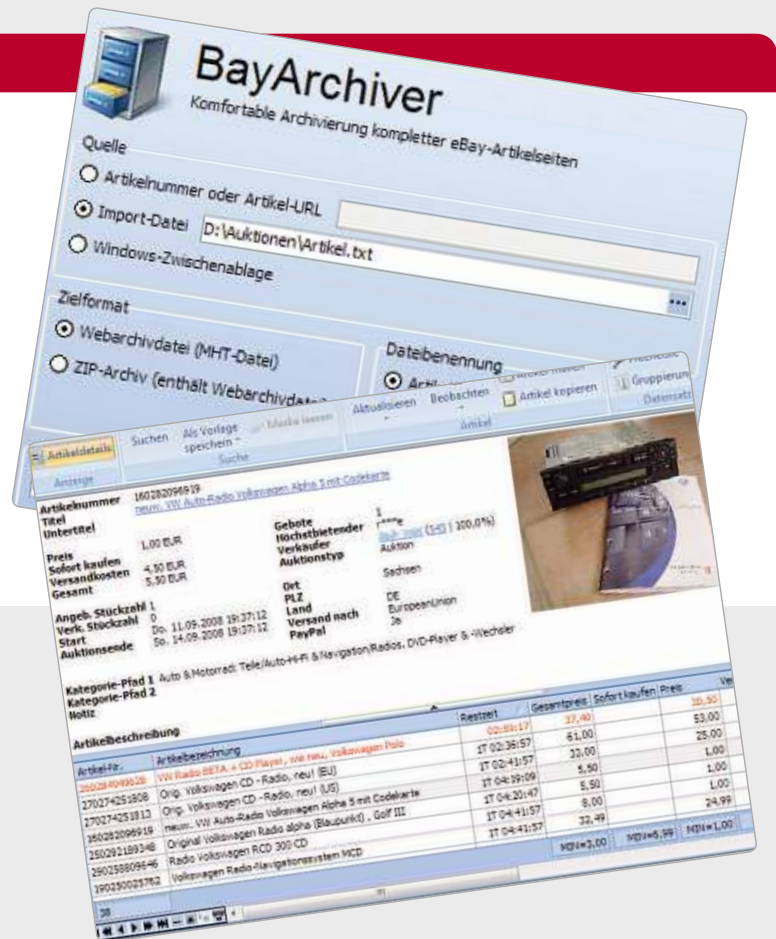 BayArchiver
Komfortable Archivierung kompletter eBay-Artikelseiten
Quelle
Artikelnummer oder Artikel-URL
Import-Datei D:\Auktionen\Artikel.txt
Windows-Zwischenablage
...
Zielformat
Webarchivdatei (MHT-Datei)
ZIP-Archiv (enthält
Dateibenennung
Artikeldetails
Anzeige
Suchen Als Vorlage speichern Maske leeren
Suche
Aktualisieren Beobachten Artikel kopieren
Artikel
Gruppierung
Datensatz
Artikelnummer 160282096919
Titel neuw. VW Auto-Radio Volkswagen Alpha 5 mit Codekarte
Untertitel
Preis 1,00 EUR
Sofort kaufen
Versandkosten 4,50 EUR
Gesamt 5,50 EUR
Angeb. Stückzahl 1
Verk. Stückzahl 0
Start Do. 11.09.2008 19:37:12
Auktionsende So. 14.09.2008 19:37:12
Gebote 1
Höchstbietender r***e
Verkäufer (545 | 100,0%)
Auktionstyp Auktion
Ort Sachsen
PLZ
Land DE
Versand nach EuropeanUnion
PayPal Ja
Kategorie-Pfad 1 Auto & Motorrad: Teile/Auto-Hi-Fi & Navigation/Radios, DVD-Player & -Wechsler
Kategorie-Pfad 2
Notiz
Artikelbeschreibung
Artikel-Nr. Artikelbezeichnung Restzeit Gesamtpreis Sofort kaufen Preis
VW Radio BETA, + CD Player, wie neu, Volkswagen Polo 02:51:17 37,40
270274251808 Orig. Volkswagen CD - Radio, neu! (EU) 1T 02:36:57 61,00 53,00
270274251813 Orig. Volkswagen CD - Radio, neu! (US) 1T 02:41:57 33,00 25,00
160282096919 neuw. VW Auto-Radio Volkswagen Alpha 5 mit Codekarte 1T 04:19:09 5,50 1,00
250292189348 Original Volkswagen Radio alpha (Blaupunkt) , Golf III 1T 04:20:47 5,50 1,00
290258809646 Radio Volkswagen RCD 300 CD 1T 04:41:57 8,00 1,00
190250025762 Volkswagen Radio-Navigationssystem MCD 1T 04:41:57 32,49 24,99
38 MIN=3,00 MIN=6,99 MIN=1,00